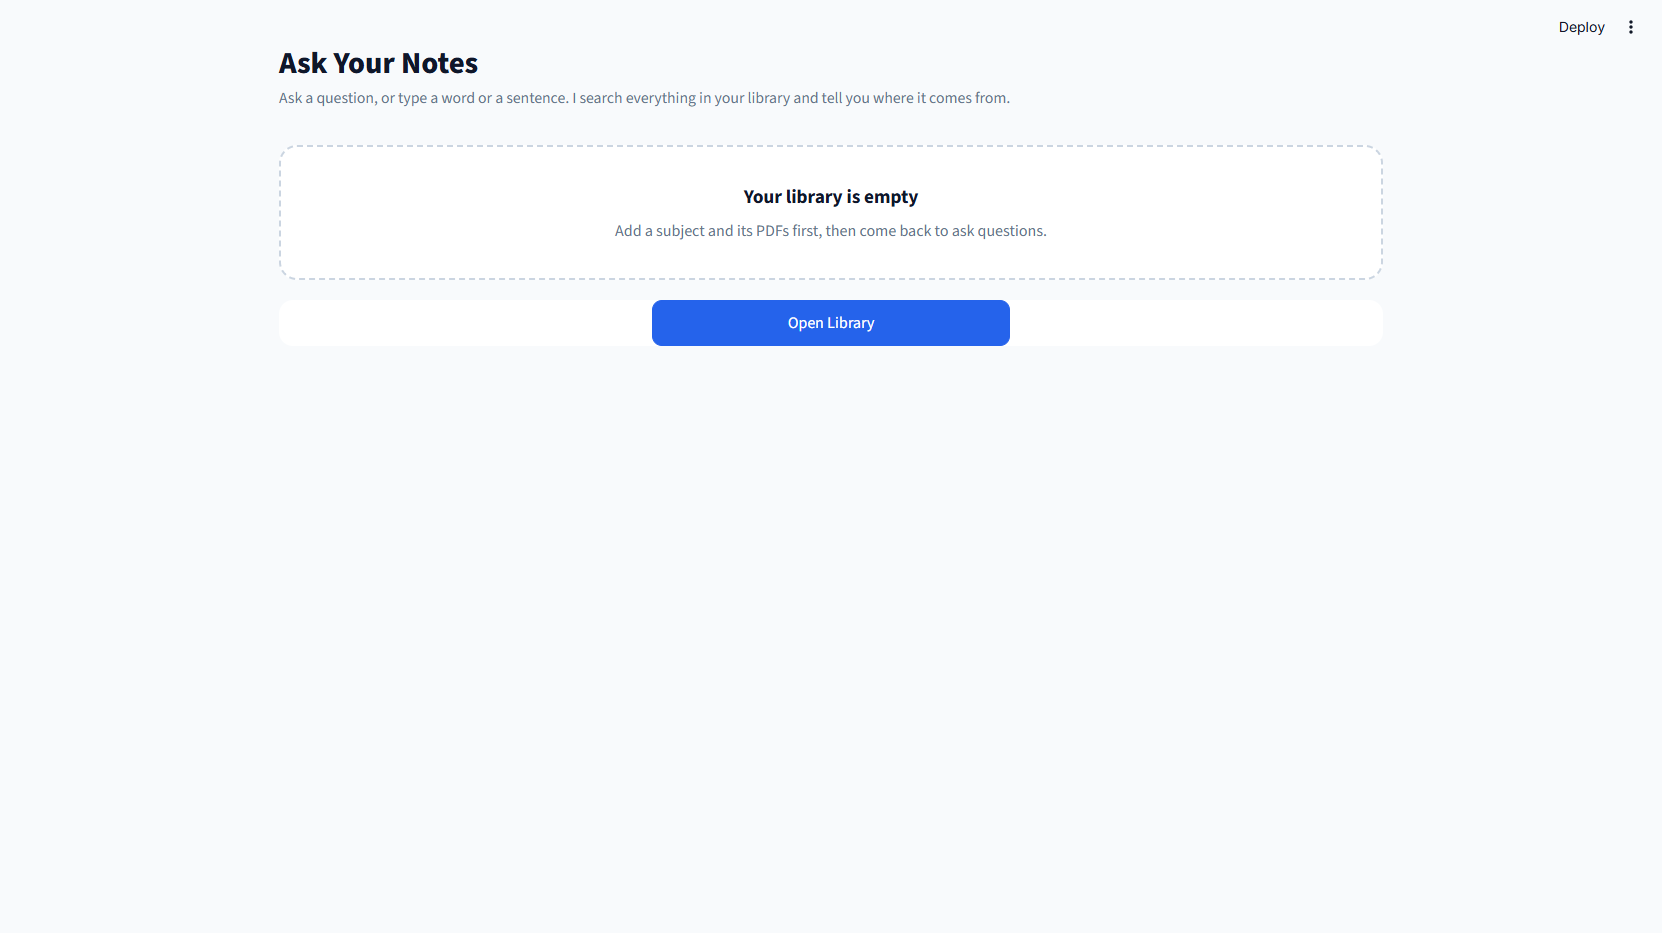 Deploy
Ask Your Notes
Ask a question, or type a word or a sentence. I search everything in your library and tell you where it comes from.
Your library is empty
Add a subject and its PDFs first, then come back to ask questions.
Open Library